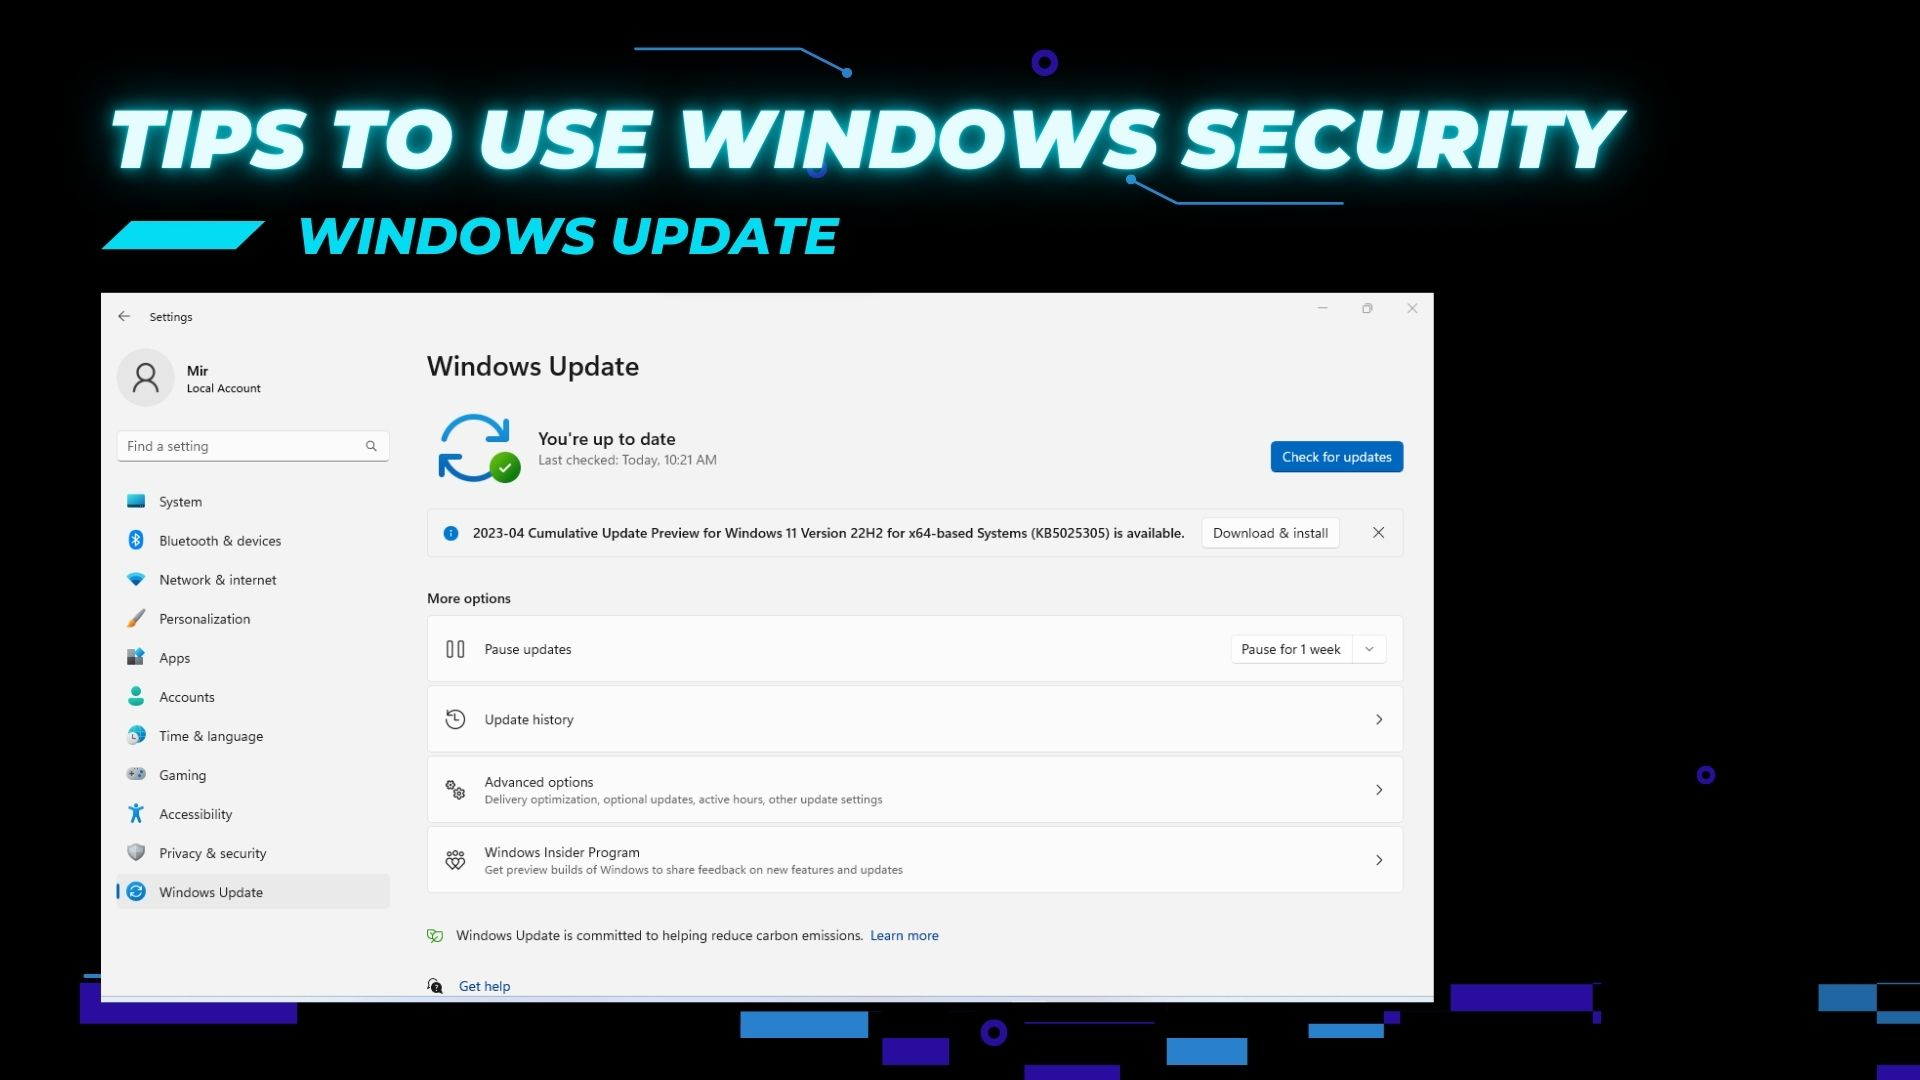 TIPS TO USE WINDOWS SECURITY
WINDOWS UPDATE
Settings
Mir
Local Account
Find a setting
System
Bluetooth & devices
Network & internet
Personalization
Apps
Accounts
Time & language
Gaming
Accessibility
Privacy & security
Windows Update
Windows Update
You're up to date
Last checked: Today, 10:21 AM
Check for updates
2023-04 Cumulative Update Preview for Windows 11 Version 22H2 for x64-based Systems (KB5025305) is available.
Download & install
More options
Pause updates
Pause for 1 week
Update history
Advanced options
Delivery optimization, optional updates, active hours, other update settings
Windows Insider Program
Get preview builds of Windows to share feedback on new features and updates
Windows Update is committed to helping reduce carbon emissions. Learn more
Get help